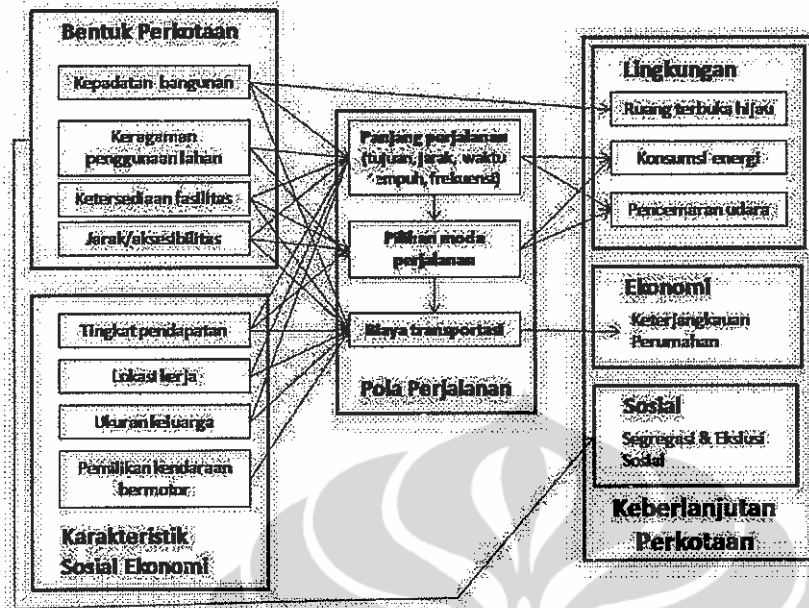 Bentuk Perkotaan
Kepadatan bangunan
Keragaman
penggunaan lahan
Ketersediaan fasilitas
Jarak/aksesibilitas
Tingkat pendapatan
Lokasi kerja
Ukuran keluarga
Pemilikan kendaraan
bermotor
Karakteristik
Sosial Ekonomi
Panjang perjalanan
(tujuan, jarak, waktu
empuh, frekuensi)
Pilihan moda
perjalanan
Biaya transportasi
Pola Perjalanan
Lingkungan
Ruang terbuka hijau
Konsumsi energi
Pencemaran udara
Ekonomi
Keterjangkauan
Perumahan
Sosial
Segregasi & Ekslusi
Sosial
Keberlanjutan
Perkotaan